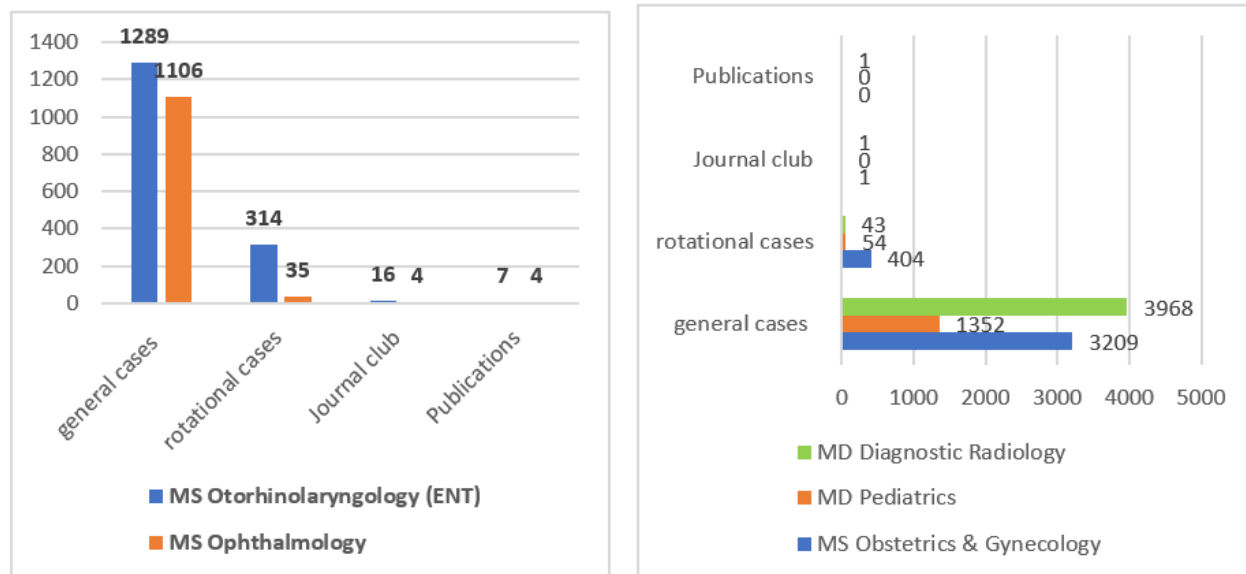 1400
1200
1000
800
600
400
200
0
1289
1106
314
35
16 4
7 4
general cases
rotational cases
Journal club
Publications
MS Otorhinolaryngology (ENT)
MS Ophthalmology
Publications
1
0
0
Journal club
1
0
1
rotational cases
43
54
404
general cases
3968
1352
3209
0 1000 2000 3000 4000 5000
MD Diagnostic Radiology
MD Pediatrics
MS Obstetrics & Gynecology